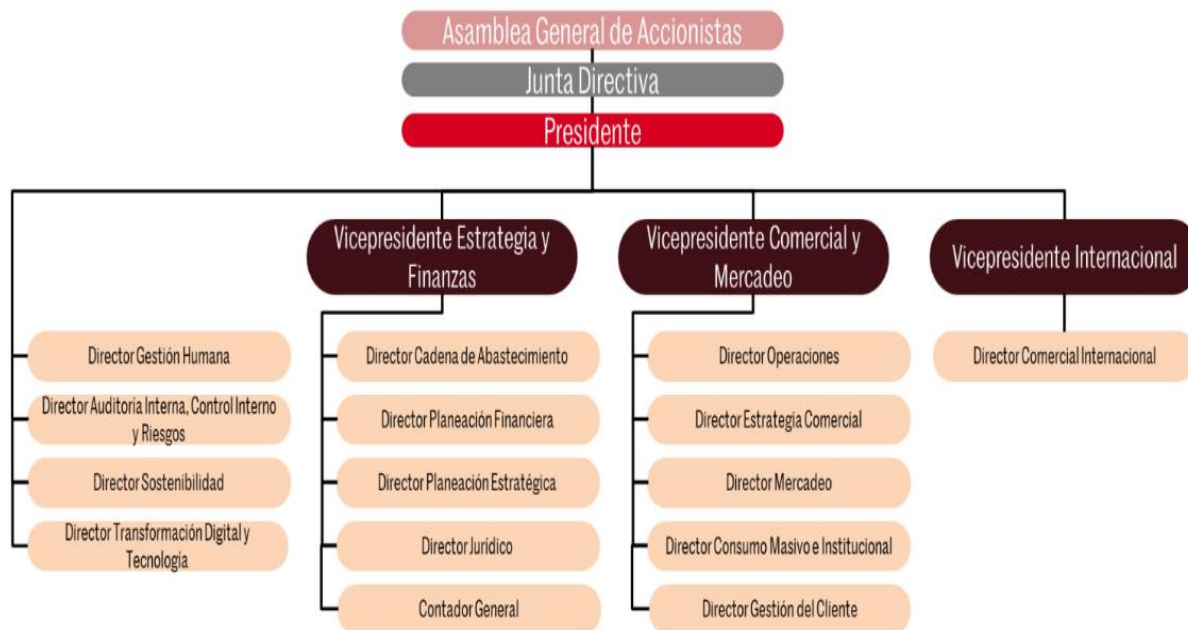 Asamblea General de Accionistas
Junta Directiva
Presidente
Vicepresidente Estrategia y
Finanzas
Vicepresidente Comercial y
Mercadeo
Vicepresidente Internacional
Director Gestión Humana
Director Auditoría Interna, Control Interno
y Riesgos
Director Sostenibilidad
Director Transformación Digital y
Tecnología
Director Cadena de Abastecimiento
Director Planeación Financiera
Director Planeación Estratégica
Director Jurídico
Contador General
Director Operaciones
Director Estrategia Comercial
Director Mercadeo
Director Consumo Masivo e Institucional
Director Gestión del Cliente
Director Comercial Internacional